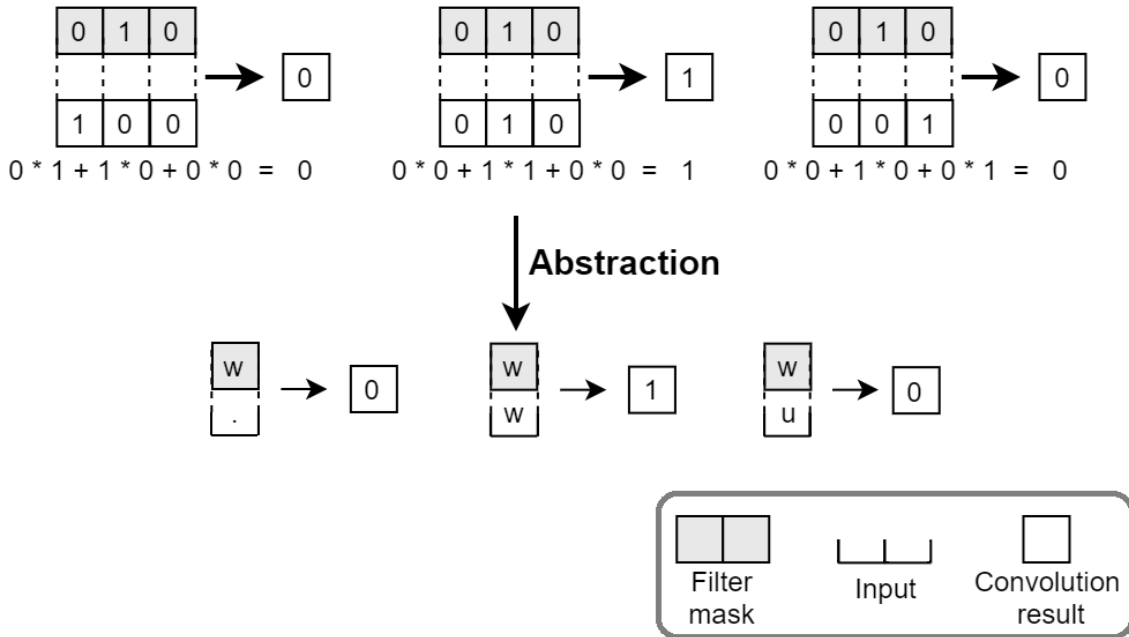 0 1 0 0 1 0 0 1 0
0 1 0
1 0 0 0 1 0 0 0 1
0 * 1 + 1 * 0 + 0 * 0 = 0 0 * 0 + 1 * 1 + 0 * 0 = 1 0 * 0 + 1 * 0 + 0 * 1 = 0
Abstraction
w w w
0 1 0
. w u
Filter
mask
Input
Convolution
result